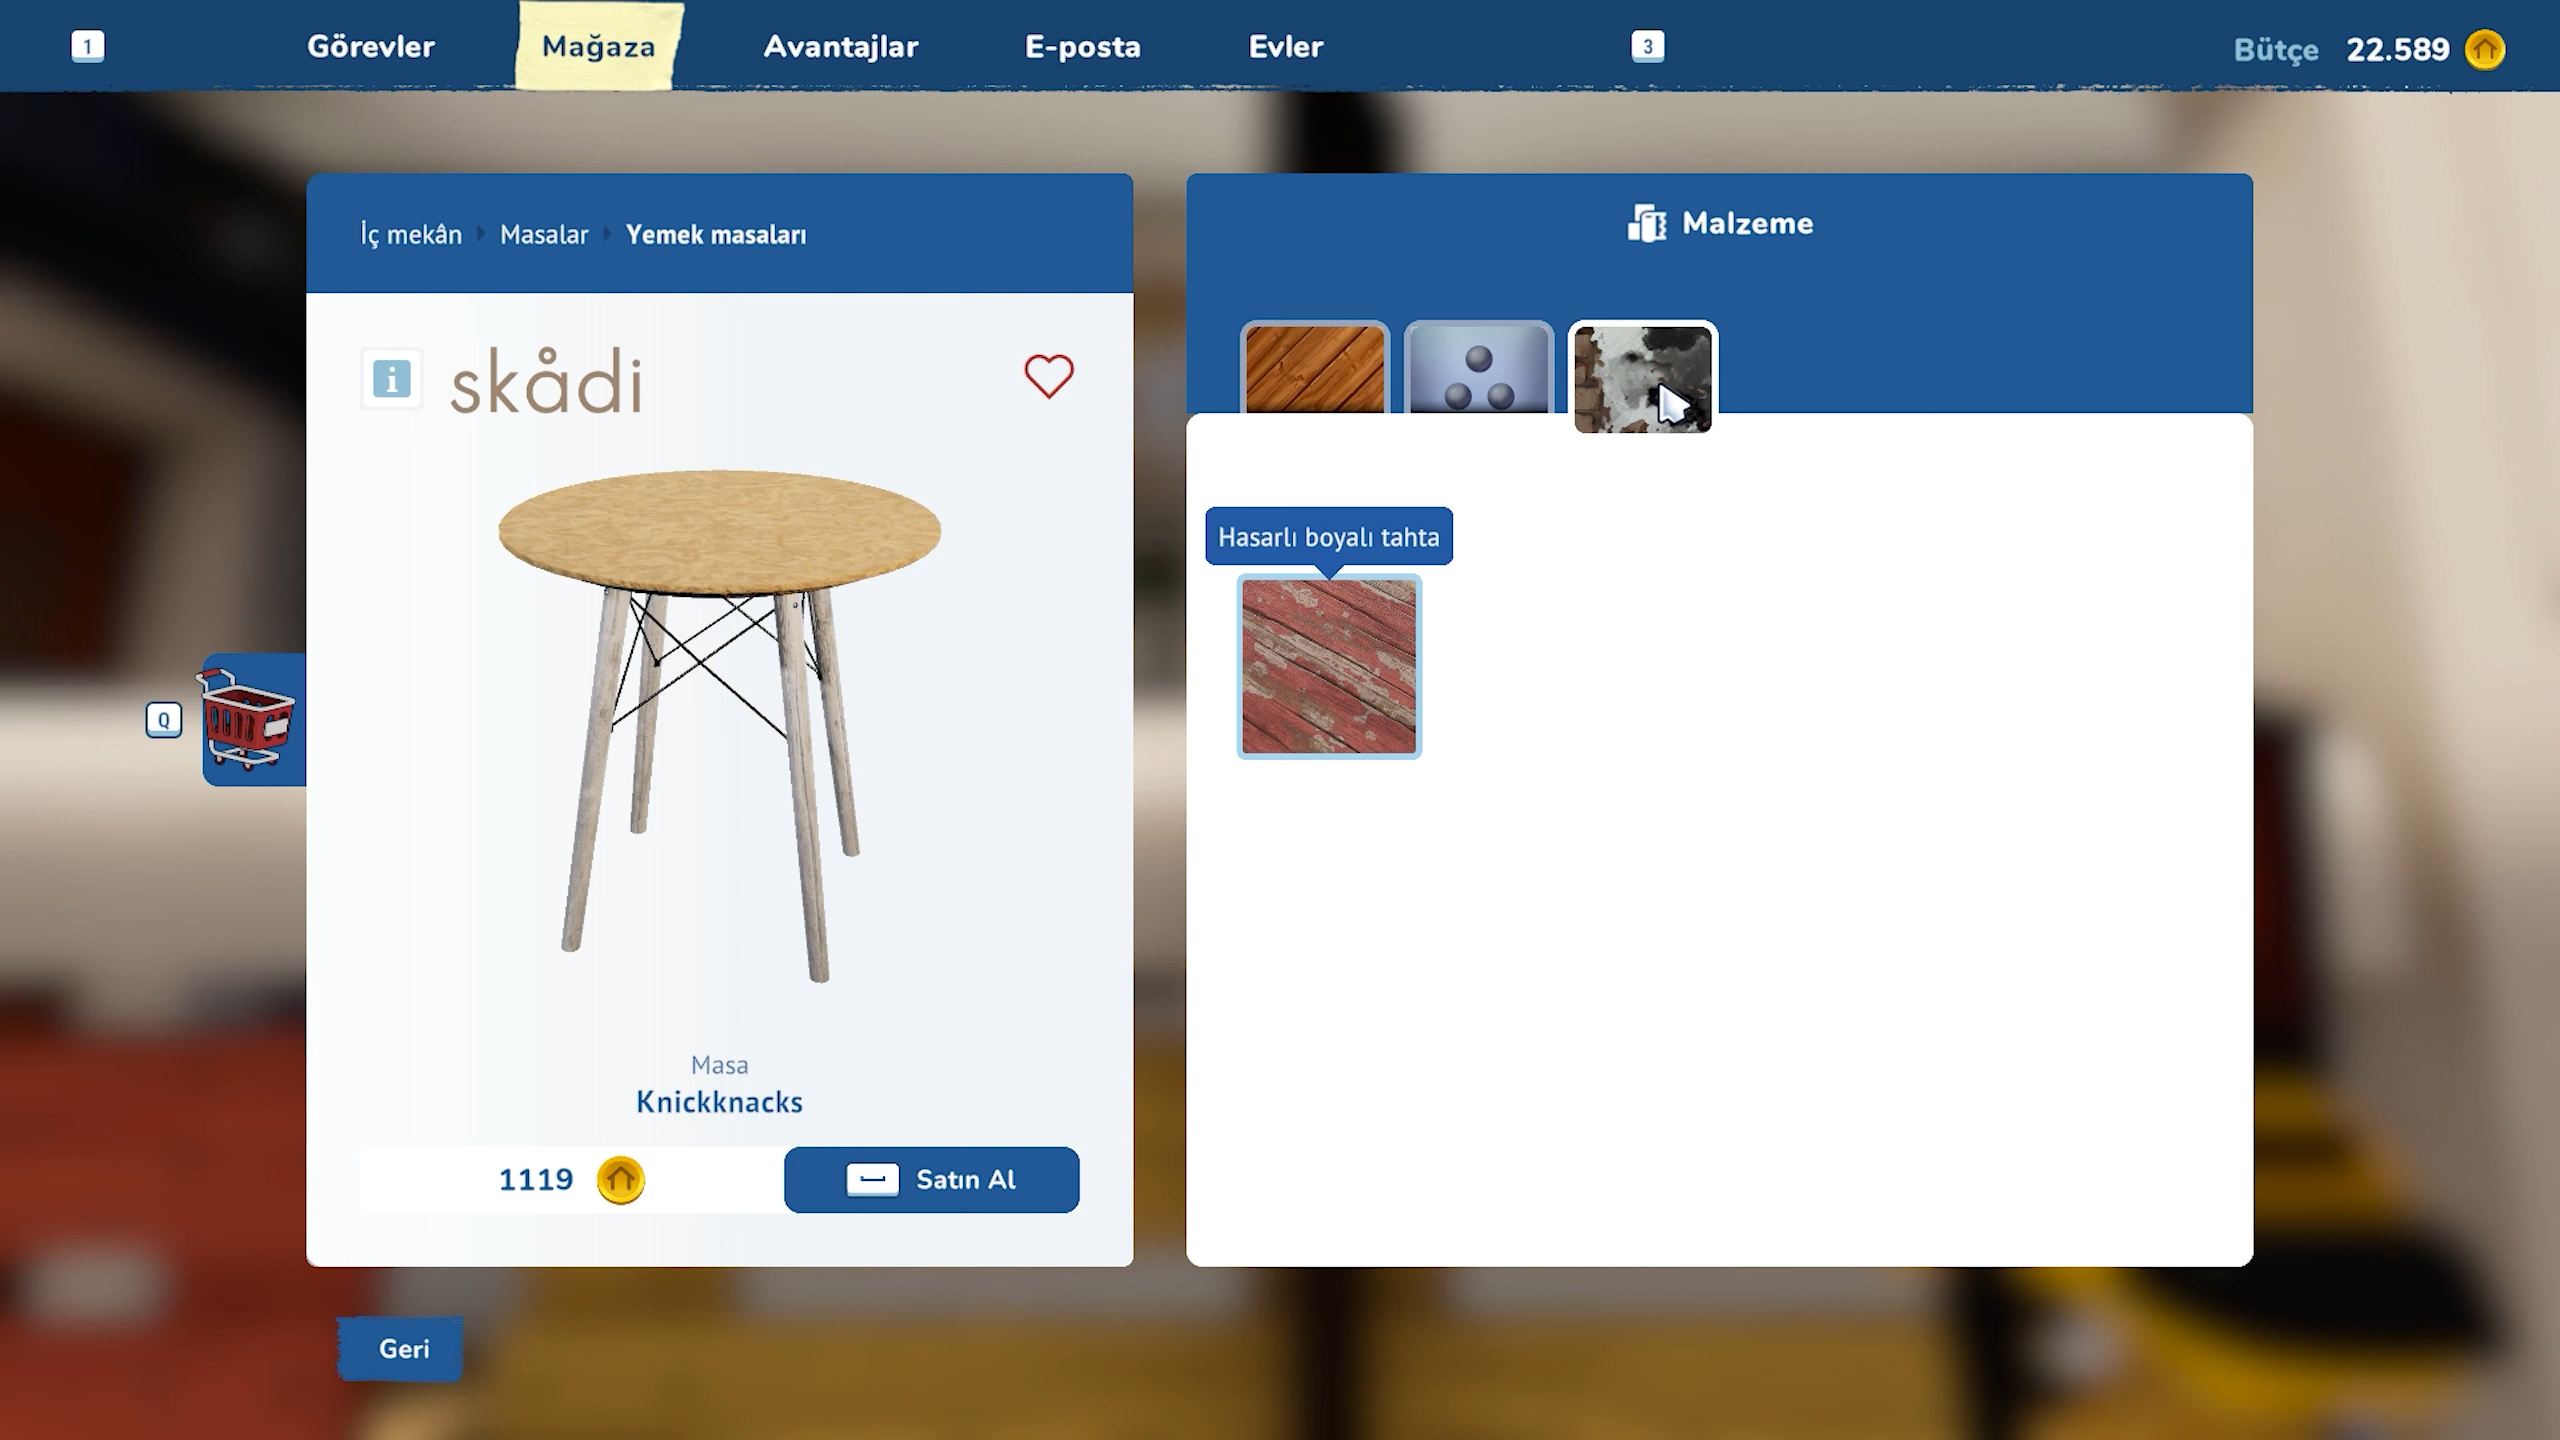 1
Görevler
Mağaza
Avantajlar
E-posta
Evler
3
Bütçe 22.589
İç mekân Masalar Yemek masaları
Malzeme
i
skådi
Hasarlı boyalı tahta
Q
Masa
Knickknacks
1119
Satın Al
Geri